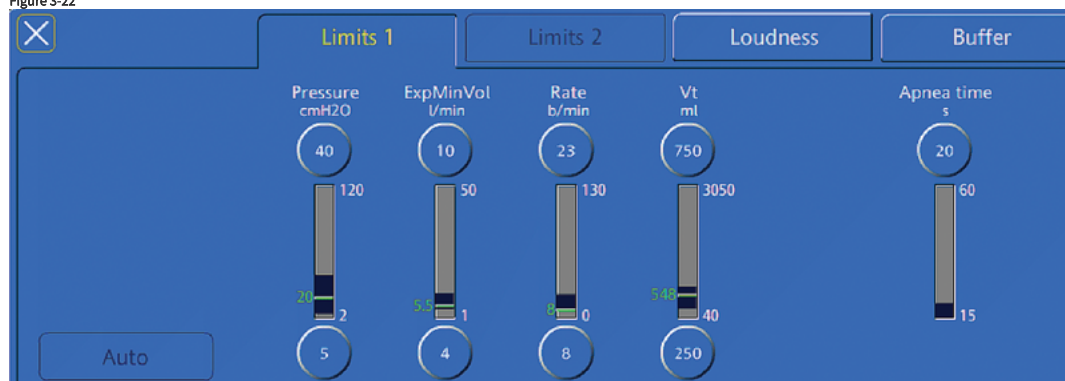 Figure 3-22
Limits 1 Limits 2 Loudness Buffer
Pressure ExpMinVol Rate Vt Apnea time
cmH2O l/min b/min ml s
40 10 23 750 20
120 50 130 3050 60
20 5.5 8 548
2 1 0 40 15
Auto 5 4 8 250